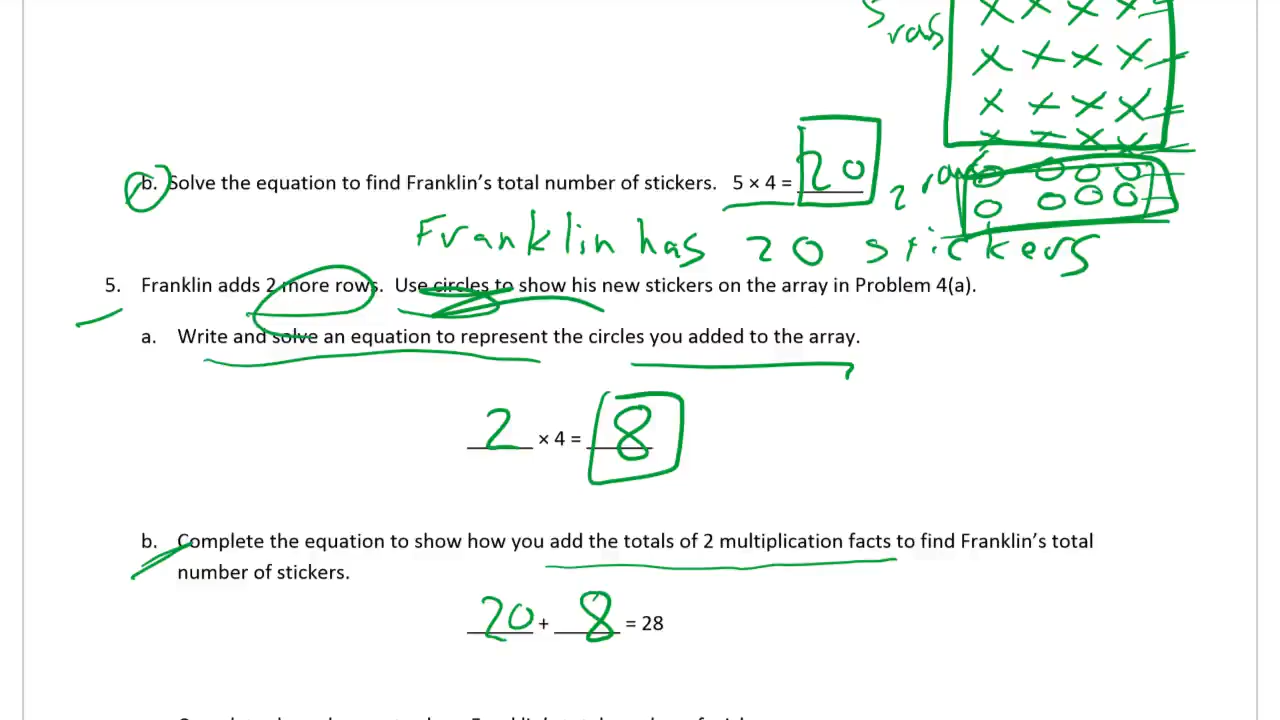 5 rows
b. Solve the equation to find Franklin's total number of stickers. 5 × 4 = 20
2 rows
Franklin has 20 stickers
5. Franklin adds 2 more rows. Use circles to show his new stickers on the array in Problem 4(a).
a. Write and solve an equation to represent the circles you added to the array.
2 × 4 = 8
b. Complete the equation to show how you add the totals of 2 multiplication facts to find Franklin's total
number of stickers.
20 + 8 = 28